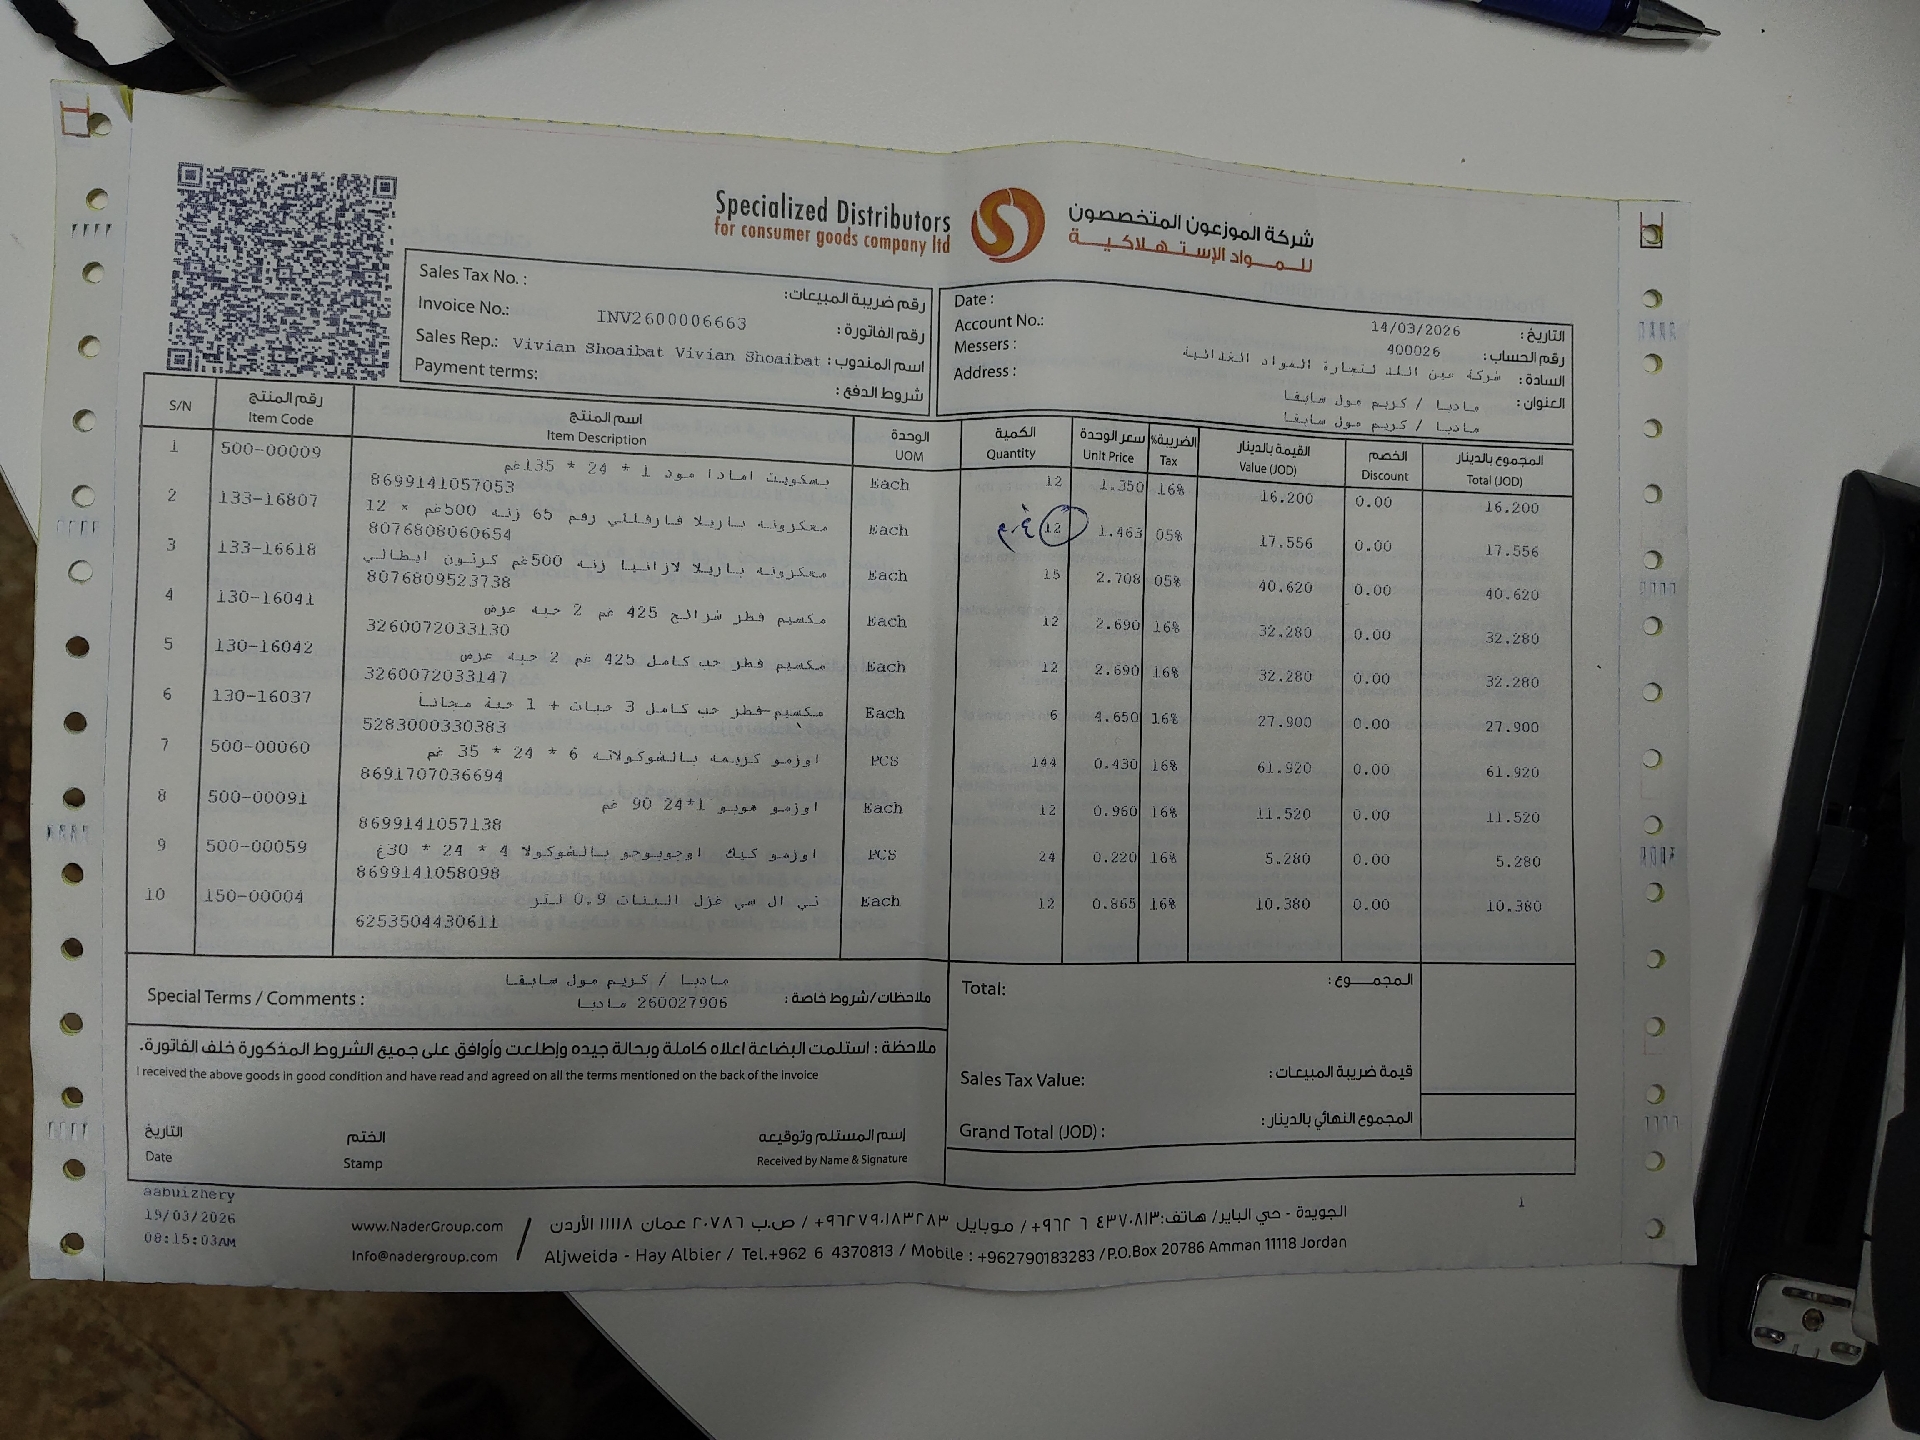 Specialized Distributors
for consumer goods company ltd
شركة الموزعون المتخصصون
للمواد الإستهلاكية
Sales Tax No. : رقم ضريبة المبيعات:
Invoice No.: INV2600006663 رقم الفاتورة:
Sales Rep.: Vivian Shoaibat Vivian Shoaibat اسم المندوب:
Payment terms: شروط الدفع:
Date : 14/03/2026 التاريخ:
Account No.: 400026 رقم الحساب:
Messers : شركة عين اللد لتجارة المواد الغذائية السادة:
Address : مادبا / كريم مول سابقا العنوان:
مادبا / كريم مول سابقا
S/N رقم المنتج اسم المنتج الوحدة الكمية سعر الوحدة الضريبة% القيمة بالدينار الخصم المجموع بالدينار
Item Code Item Description UOM Quantity Unit Price Tax Value (JOD) Discount Total (JOD)
1 500-00009 بسكويت امادا مود 1 * 24 * 135غم Each 12 1.350 16% 16.200 0.00 16.200
8699141057053
2 133-16807 معكرونه باريلا فارفللي رقم 65 زنه 500غم * 12 Each 12 1.463 05% 17.556 0.00 17.556
8076808060654
3 133-16618 معكرونه باريلا لازانيا زنه 500غم كرتون ايطالي Each 15 2.708 05% 40.620 0.00 40.620
8076809523738
4 130-16041 مكسيم فطر شرائح 425 غم 2 حبه عرض Each 12 2.690 16% 32.280 0.00 32.280
3260072033130
5 130-16042 مكسيم فطر حب كامل 425 غم 2 حبه عرض Each 12 2.690 16% 32.280 0.00 32.280
3260072033147
6 130-16037 مكسيم فطر حب كامل 3 حبات + 1 حبة مجانا Each 6 4.650 16% 27.900 0.00 27.900
5283000330383
7 500-00060 اوزمو كريمه بالشوكولاته 6 * 24 * 35 غم PCS 144 0.430 16% 61.920 0.00 61.920
8691707036694
8 500-00091 اوزمو هوبو 1*24 90 غم Each 12 0.960 16% 11.520 0.00 11.520
8699141057138
9 500-00059 اوزمو كيك اوجويوجو بالشوكولا 4 * 24 * 30غ PCS 24 0.220 16% 5.280 0.00 5.280
8699141058098
10 150-00004 تي ال سي غزل البنات 0.9 لتر Each 12 0.865 16% 10.380 0.00 10.380
6253504430611
مادبا / كريم مول سابقا
Special Terms / Comments : 260027906 مادبا ملاحظات/شروط خاصة:
Total: المجموع:
ملاحظة : استلمت البضاعة اعلاه كاملة وبحالة جيده وإطلعت وأوافق على جميع الشروط المذكورة خلف الفاتورة.
I received the above goods in good condition and have read and agreed on all the terms mentioned on the back of the invoice
Sales Tax Value: قيمة ضريبة المبيعات:
Grand Total (JOD) : المجموع النهائي بالدينار:
التاريخ الختم إسم المستلم وتوقيعه
Date Stamp Received by Name & Signature
aabuizhery
19/03/2026
08:15:03AM
www.NaderGroup.com
Info@nadergroup.com
الجويدة - حي الباير/ هاتف:٤٣٧٠٨١٣ ٦ ٩٦٢+/ موبايل ٩٦٢٧٩٠١٨٣٢٨٣+ / ص.ب ٢٠٧٨٦ عمان ١١١١٨ الأردن
Aljweida - Hay Albier / Tel.+962 6 4370813 / Mobile : +962790183283 /P.O.Box 20786 Amman 11118 Jordan
1